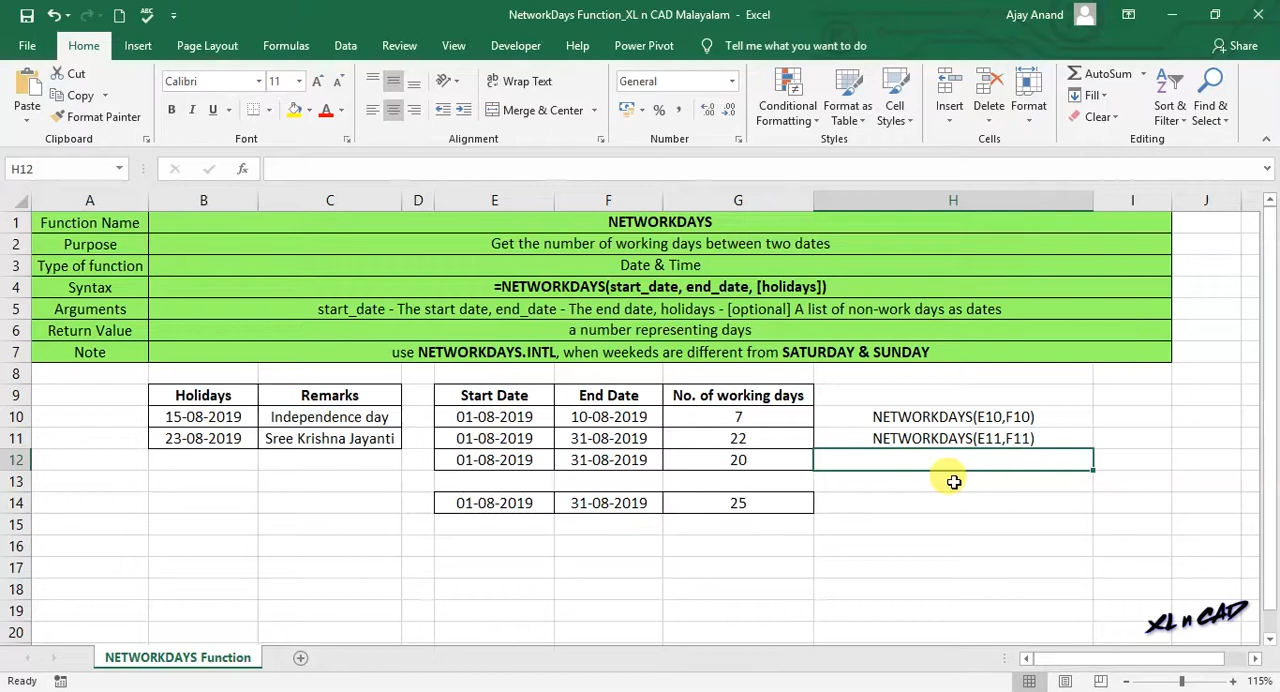 NetworkDays Function_XL n CAD Malayalam - Excel
Ajay Anand
File Home Insert Page Layout Formulas Data Review View Developer Help Power Pivot Tell me what you want to do Share
Paste
Cut
Copy
Format Painter
Clipboard
Calibri 11
B I U
Font
Wrap Text
Merge & Center
Alignment
General
Number
Conditional Formatting
Format as Table
Cell Styles
Styles
Insert
Delete
Format
Cells
AutoSum
Fill
Clear
Sort & Filter
Find & Select
Editing
H12
fx
A B C D E F G H I J
1 Function Name NETWORKDAYS
2 Purpose Get the number of working days between two dates
3 Type of function Date & Time
4 Syntax =NETWORKDAYS(start_date, end_date, [holidays])
5 Arguments start_date - The start date, end_date - The end date, holidays - [optional] A list of non-work days as dates
6 Return Value a number representing days
7 Note use NETWORKDAYS.INTL, when weekeds are different from SATURDAY & SUNDAY
8
9 Holidays Remarks Start Date End Date No. of working days
10 15-08-2019 Independence day 01-08-2019 10-08-2019 7 NETWORKDAYS(E10,F10)
11 23-08-2019 Sree Krishna Jayanti 01-08-2019 31-08-2019 22 NETWORKDAYS(E11,F11)
12 01-08-2019 31-08-2019 20
13
14 01-08-2019 31-08-2019 25
15
16
17
18
19
20
XL n CAD
NETWORKDAYS Function
Ready
115%